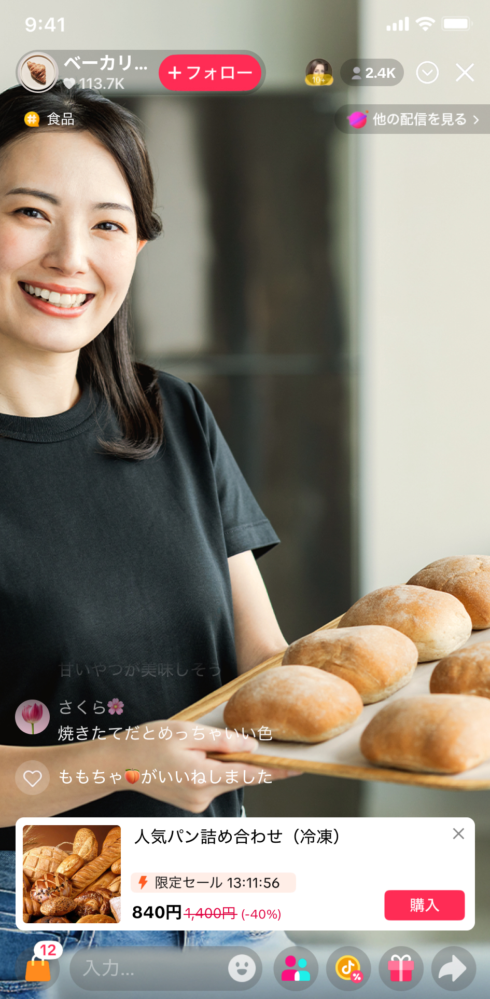 9:41
ベーカリ...
113.7K
+ フォロー
10+
2.4K
食品
他の配信を見る
甘いやつが美味しそう
さくら🌸
焼きたてだとめっちゃいい色
ももちゃ🍑がいいねしました
人気パン詰め合わせ（冷凍）
限定セール 13:11:56
840円 1,400円 (-40%)
購入
12
入力...
%